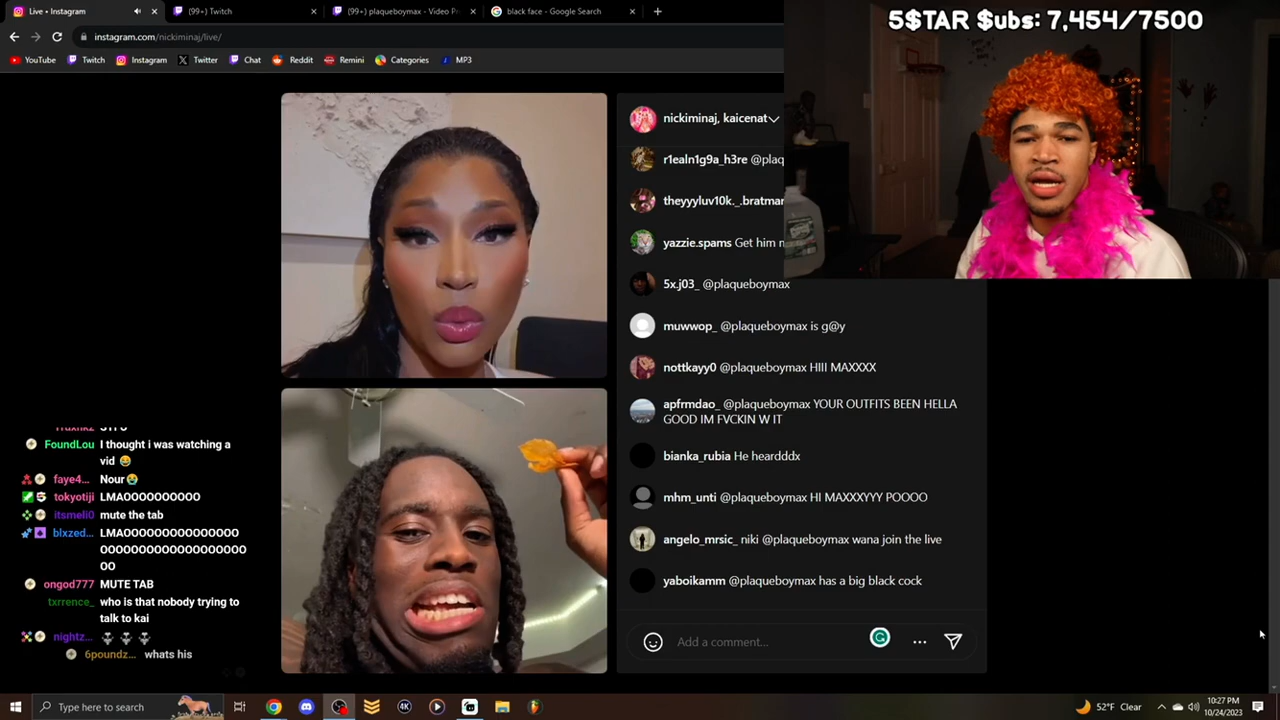 Live • Instagram
(99+) Twitch
(99+) plaqueboymax - Video Pr
black face - Google Search
instagram.com/nickiminaj/live/
YouTube
Twitch
Instagram
Twitter
Chat
Reddit
Remini
Categories
MP3
5$TAR $ubs: 7,454/7500
nickiminaj, kaicenat
r1ealn1g9a_h3re @plaq
theyyyluv10k._.bratmar
yazzie.spams Get him n
5x.j03_ @plaqueboymax
muwwop_ @plaqueboymax is g@y
nottkayy0 @plaqueboymax HIII MAXXXX
apfrmdao_ @plaqueboymax YOUR OUTFITS BEEN HELLA
GOOD IM FVCKIN W IT
bianka_rubia He heardddx
mhm_unti @plaqueboymax HI MAXXXYYY POOOO
angelo_mrsic_ niki @plaqueboymax wana join the live
yaboikamm @plaqueboymax has a big black cock
Add a comment...
FoundLou I thought i was watching a
vid
faye4... Nour
tokyotiji LMAOOOOOOOOOO
itsmeli0 mute the tab
blxzed... LMAOOOOOOOOOOOOOO
OOOOOOOOOOOOOOOOOO
OO
ongod777 MUTE TAB
txrrence_ who is that nobody trying to
talk to kai
nightz...
6poundz... whats his
Type here to search
4K
52°F Clear
10:27 PM
10/24/2023